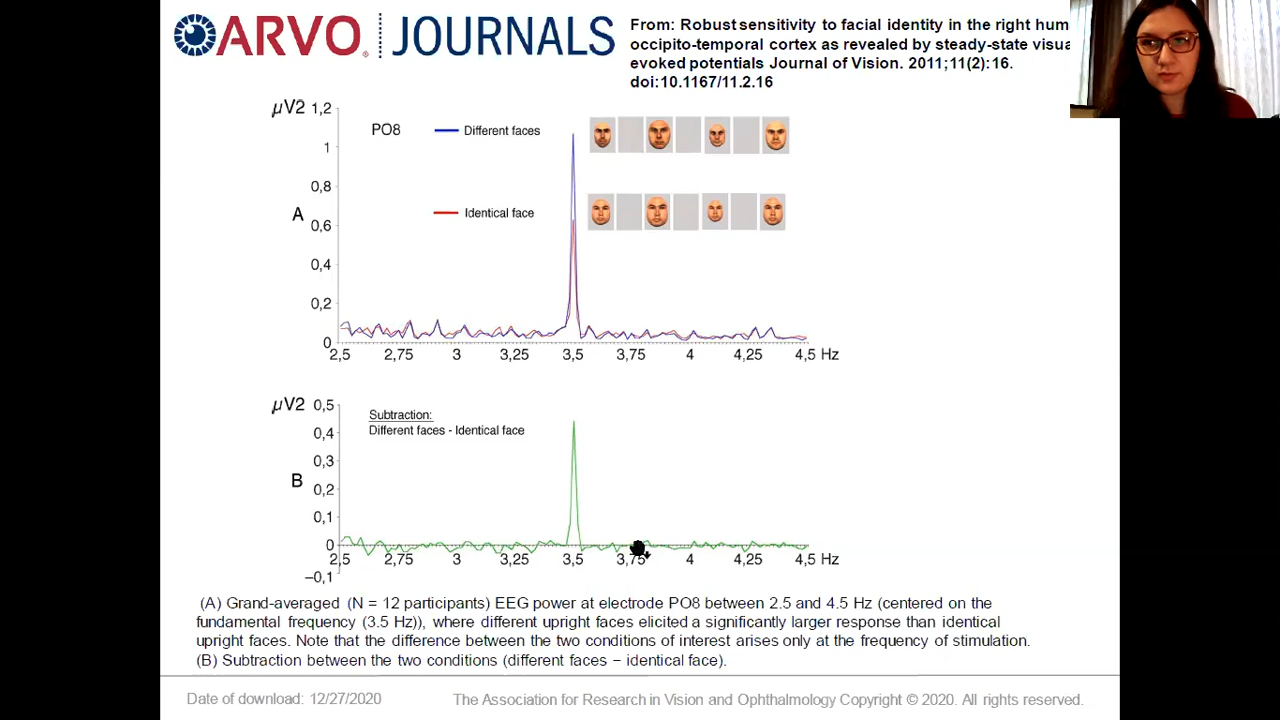 ARVO JOURNALS
From: Robust sensitivity to facial identity in the right hum
occipito-temporal cortex as revealed by steady-state visua
evoked potentials Journal of Vision. 2011;11(2):16.
doi:10.1167/11.2.16
µV2 1,2
PO8
Different faces
1
0,8
A
Identical face
0,6
0,4
0,2
0
2,5 2,75 3 3,25 3,5 3,75 4 4,25 4,5 Hz
µV2 0,5
Subtraction:
Different faces - Identical face
0,4
0,3
B
0,2
0,1
0
2,5 2,75 3 3,25 3,5 3,75 4 4,25 4,5 Hz
–0,1
(A) Grand-averaged (N = 12 participants) EEG power at electrode PO8 between 2.5 and 4.5 Hz (centered on the
fundamental frequency (3.5 Hz)), where different upright faces elicited a significantly larger response than identical
upright faces. Note that the difference between the two conditions of interest arises only at the frequency of stimulation.
(B) Subtraction between the two conditions (different faces − identical face).
Date of download: 12/27/2020
The Association for Research in Vision and Ophthalmology Copyright © 2020. All rights reserved.